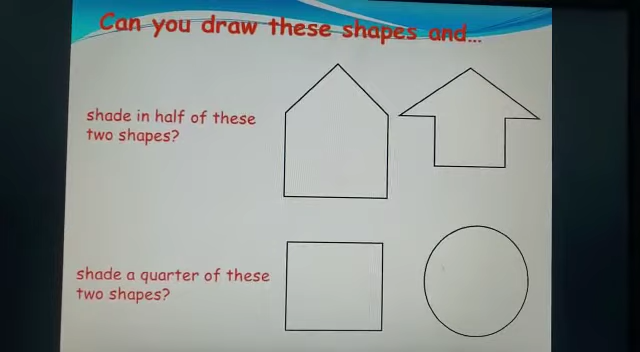 Can you draw these shapes and...
shade in half of these
two shapes?
shade a quarter of these
two shapes?